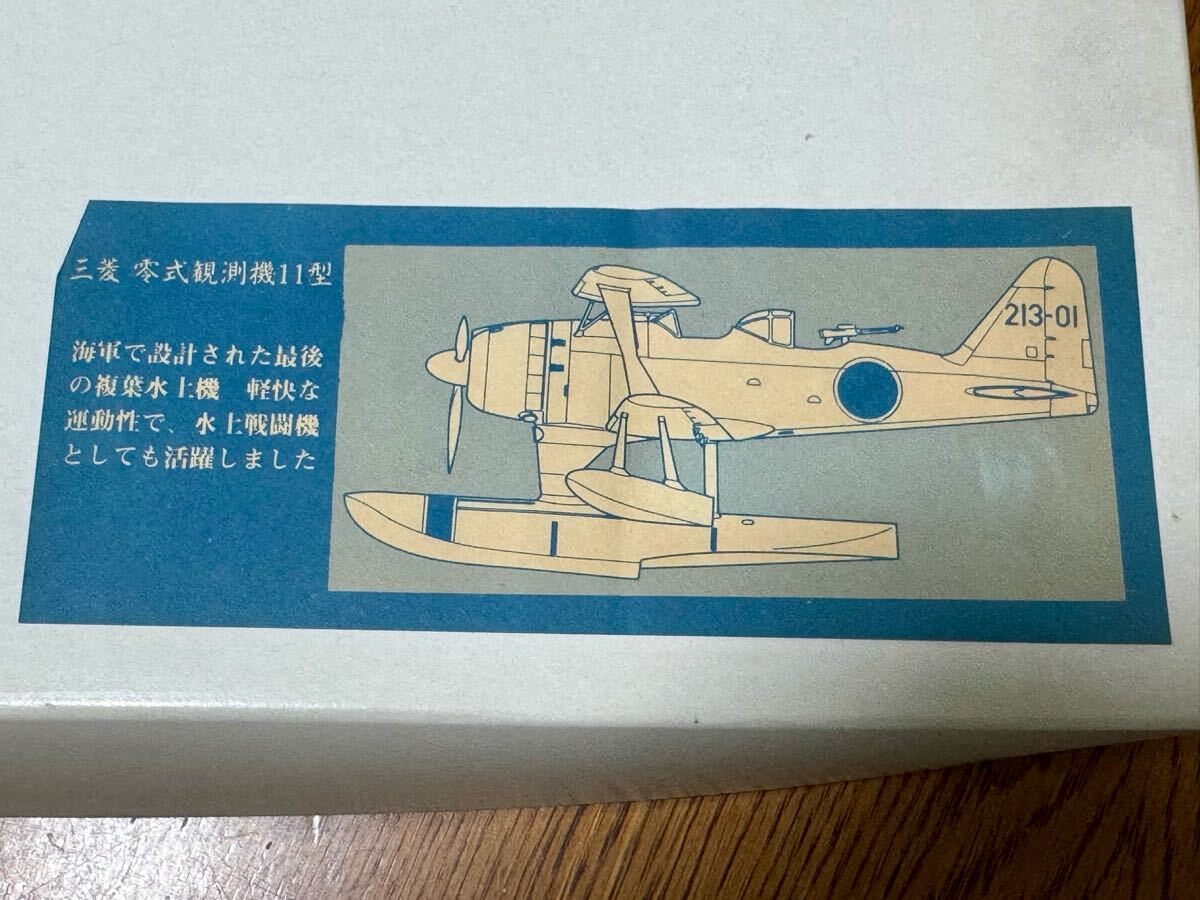 三菱 零式観測機11型
海軍で設計された最後
の複葉水上機 軽快な
運動性で、水上戦闘機
としても活躍しました
213-01